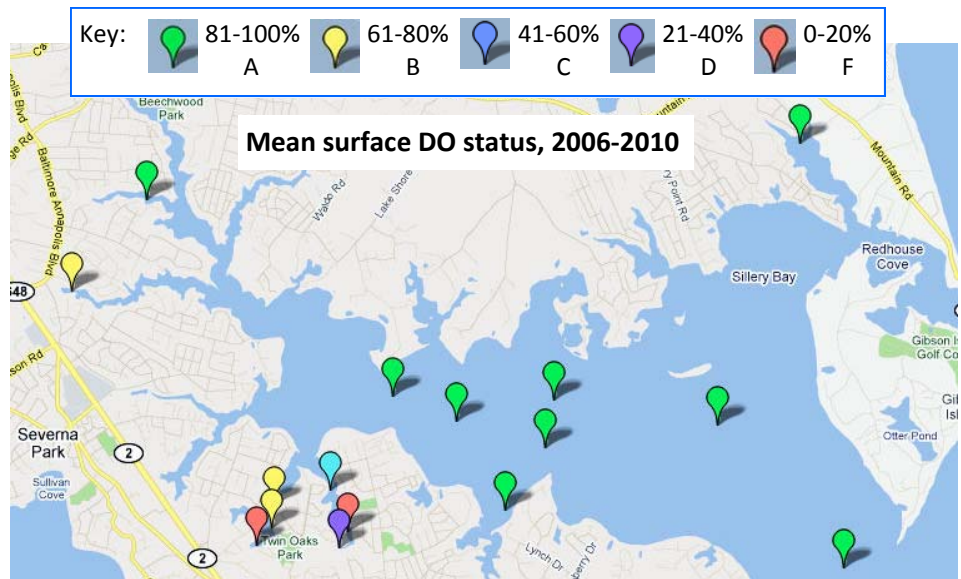 Key: 81-100% 61-80% 41-60% 21-40% 0-20%
A B C D F
Mean surface DO status, 2006-2010
Beechwood
Park
Baltimore Annapolis Blvd
Waldo Rd
Lake Shore
Point Rd
Mountain Rd
Redhouse
Cove
Sillery Bay
648
Gibson Is
Golf Co
Severna
Park
2
Otter Pond
Sullivan
Cove
Twin Oaks
Park
2
Lynch Dr